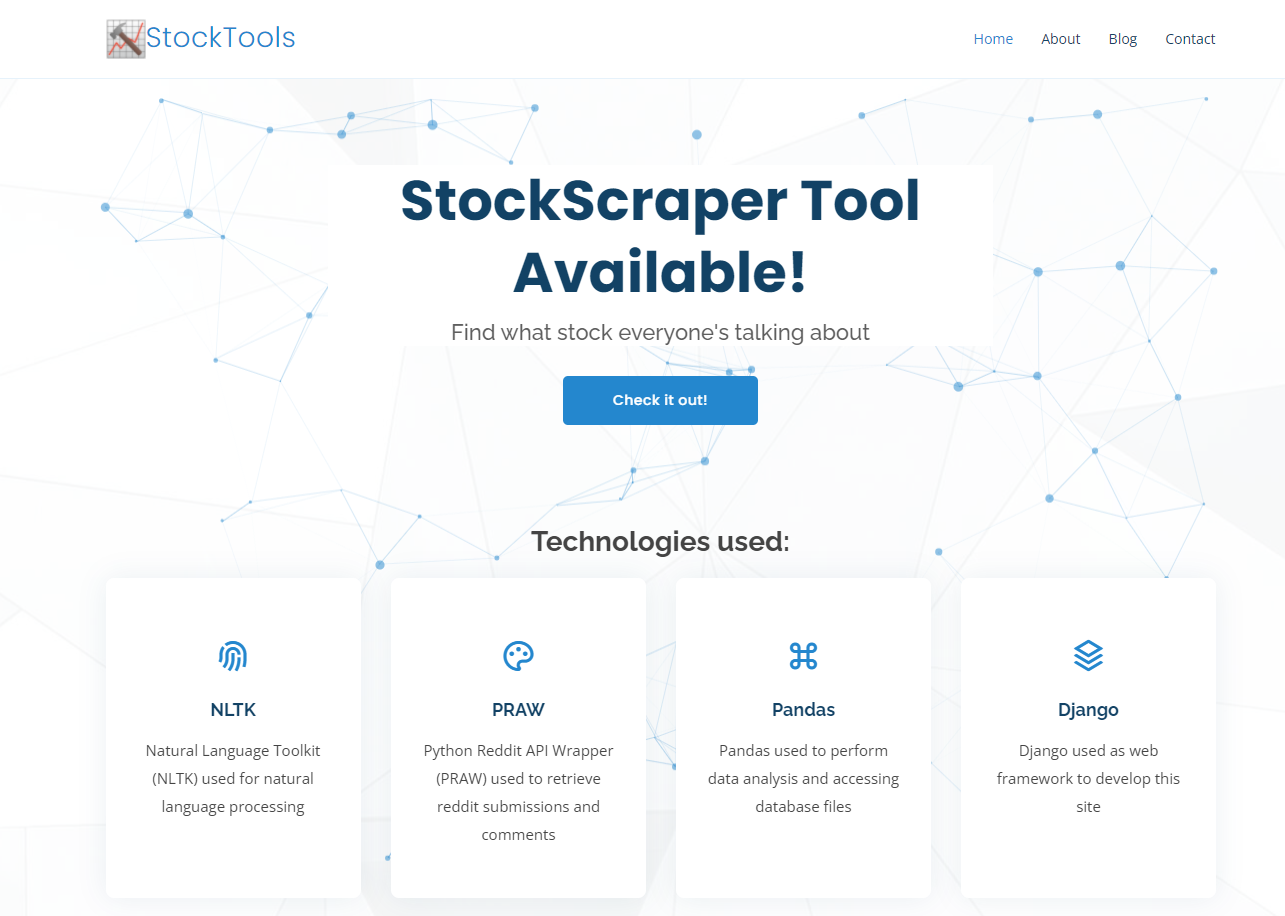 StockTools
Home About Blog Contact
StockScraper Tool
Available!
Find what stock everyone's talking about
Check it out!
Technologies used:
NLTK
Natural Language Toolkit
(NLTK) used for natural
language processing
PRAW
Python Reddit API Wrapper
(PRAW) used to retrieve
reddit submissions and
comments
Pandas
Pandas used to perform
data analysis and accessing
database files
Django
Django used as web
framework to develop this
site